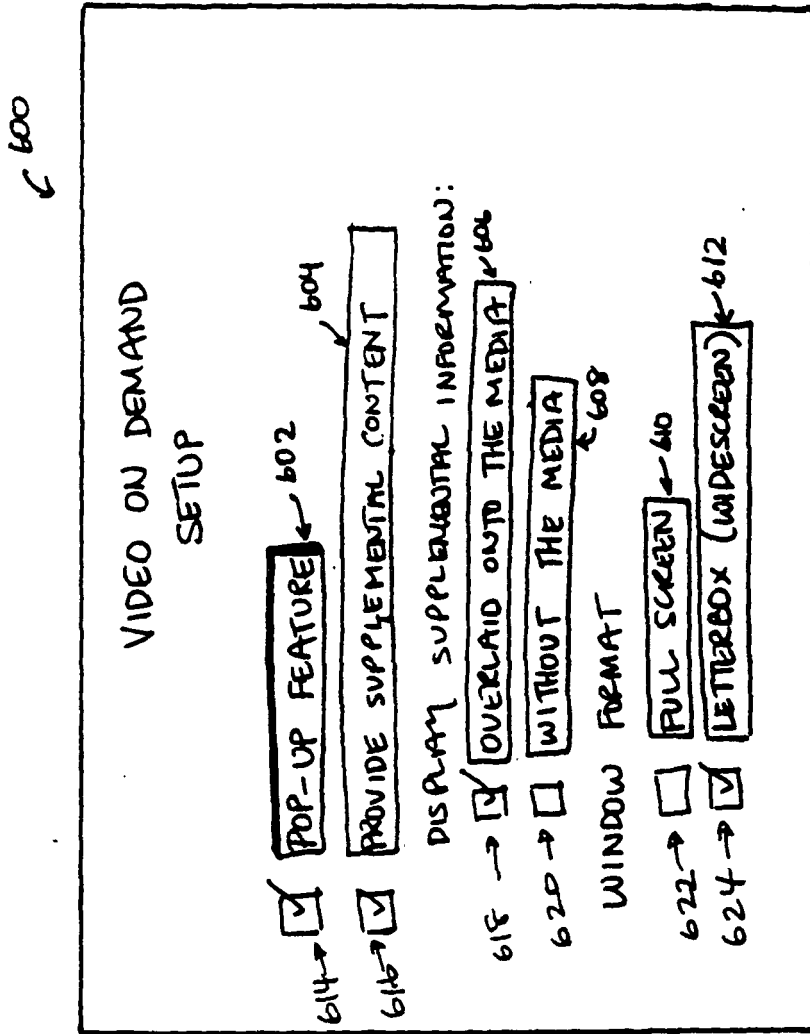 600
VIDEO ON DEMAND
SETUP
614 POP-UP FEATURE 602
616 PROVIDE SUPPLEMENTAL CONTENT 604
DISPLAY SUPPLEMENTAL INFORMATION:
618 OVERLAID ONTO THE MEDIA 606
620 WITHOUT THE MEDIA 608
WINDOW FORMAT
622 FULL SCREEN 610
624 LETTERBOX (WIDESCREEN) 612